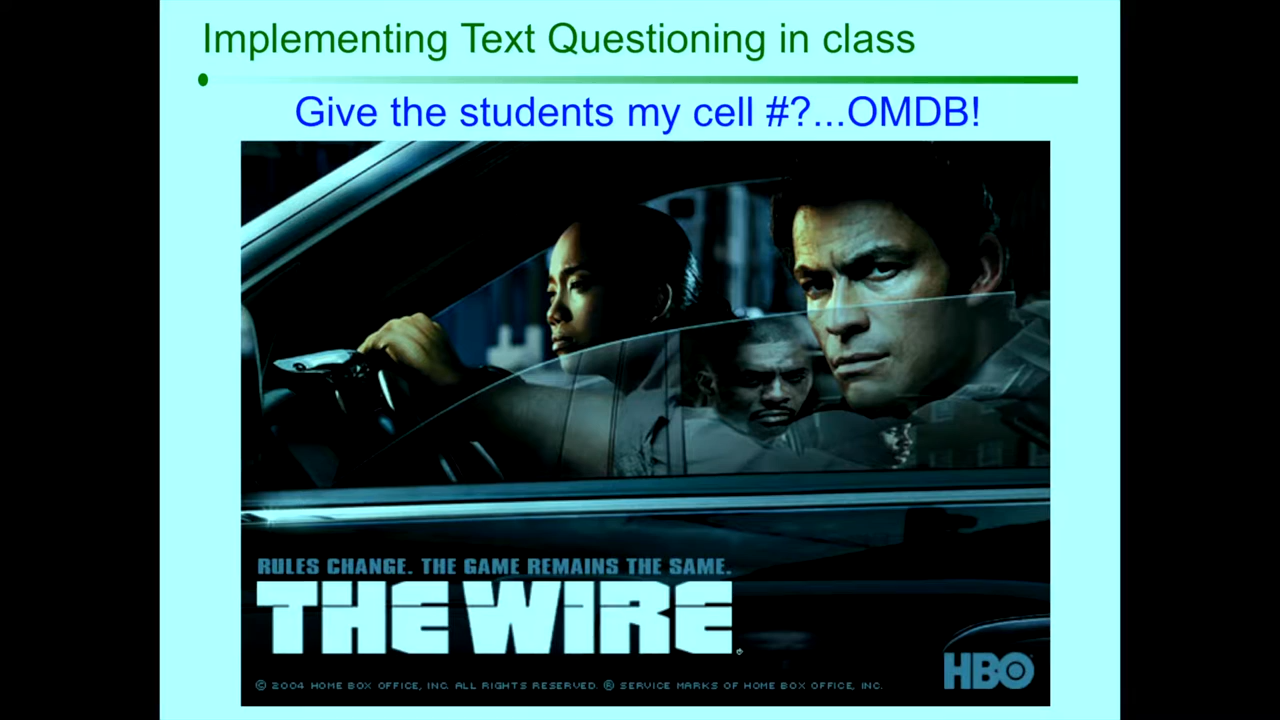 Implementing Text Questioning in class
Give the students my cell #?...OMDB!
RULES CHANGE. THE GAME REMAINS THE SAME.
THE WIRE
HBO
© 2004 HOME BOX OFFICE, INC. ALL RIGHTS RESERVED. ® SERVICE MARKS OF HOME BOX OFFICE, INC.